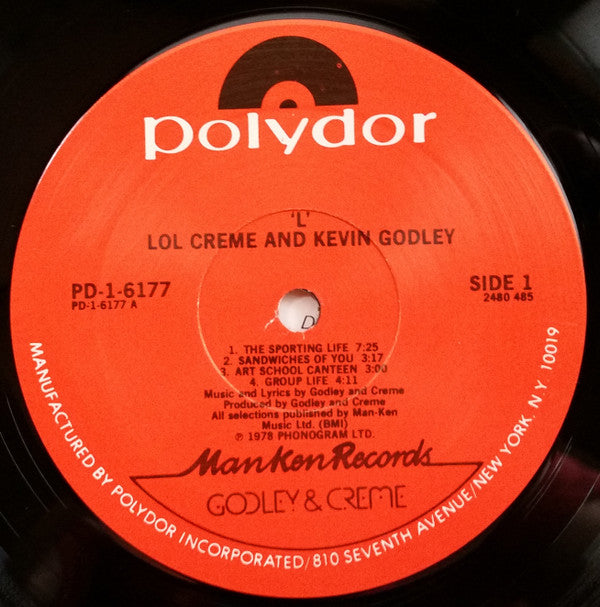 polydor
'L'
LOL CREME AND KEVIN GODLEY
PD-1-6177
PD-1-6177 A
SIDE 1
2480 485
D
1. THE SPORTING LIFE 7:25
2. SANDWICHES OF YOU 3:17
3. ART SCHOOL CANTEEN 3:00
4. GROUP LIFE 4:11
Music and Lyrics by Godley and Creme
Produced by Godley and Creme
All selections published by Man-Ken
Music Ltd. (BMI)
℗ 1978 PHONOGRAM LTD.
ManKen Records
GODLEY & CREME
MANUFACTURED BY POLYDOR INCORPORATED/810 SEVENTH AVENUE/NEW YORK, N.Y. 10019